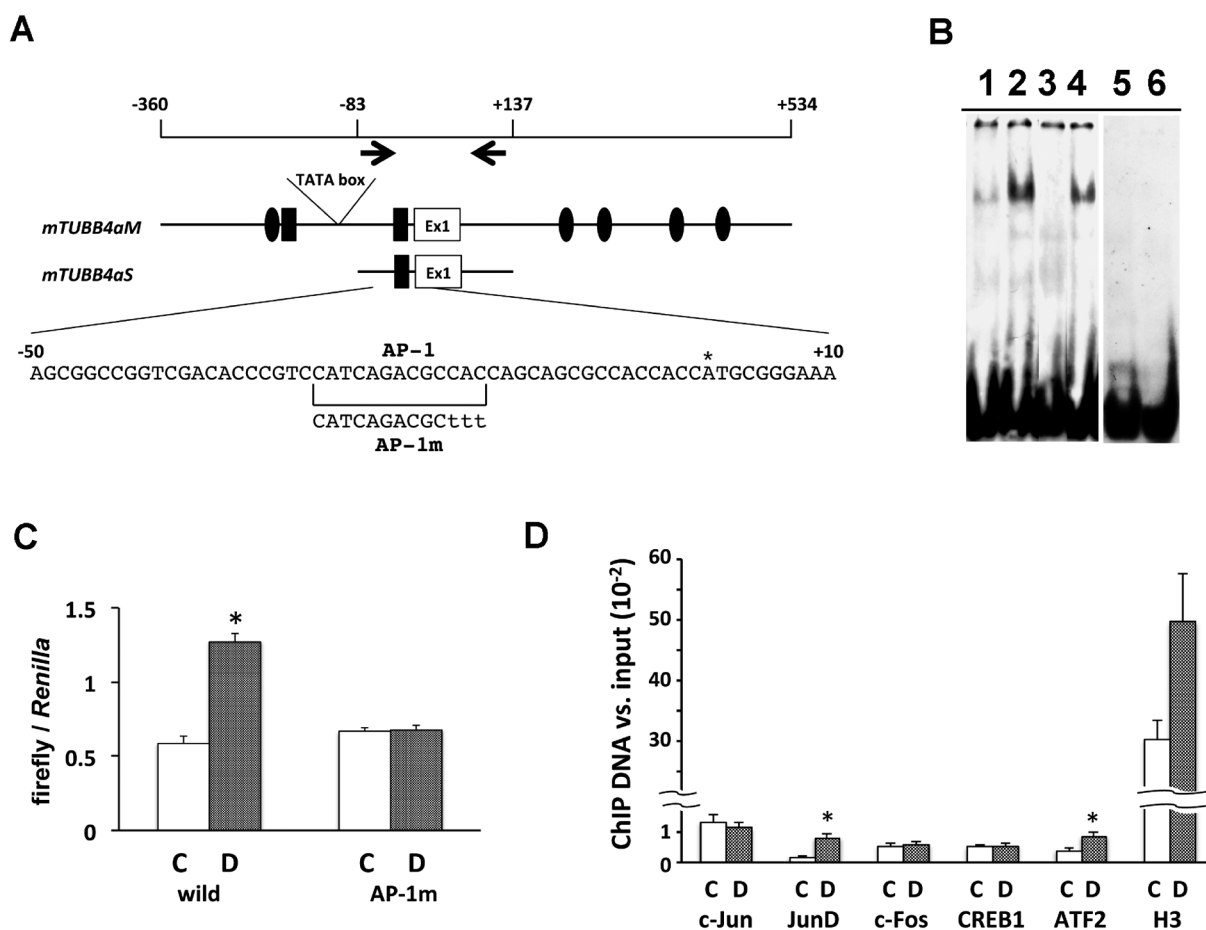 A
-360 -83 +137 +534
TATA box
mTUBB4aM Ex1
mTUBB4aS Ex1
-50 AP-1 * +10
AGCGGCCGGTCGACACCCGTCCATCAGACGCCACCAGCAGCGCCACCACCATGCGGGAAA
CATCAGACGCttt
AP-1m
B
1 2 3 4 5 6
C
firefly / Renilla
1.5
1
0.5
0
*
C D C D
wild AP-1m
D
ChIP DNA vs. input (10-2)
60
50
40
30
1
0
* *
C D C D C D C D C D C D
c-Jun JunD c-Fos CREB1 ATF2 H3